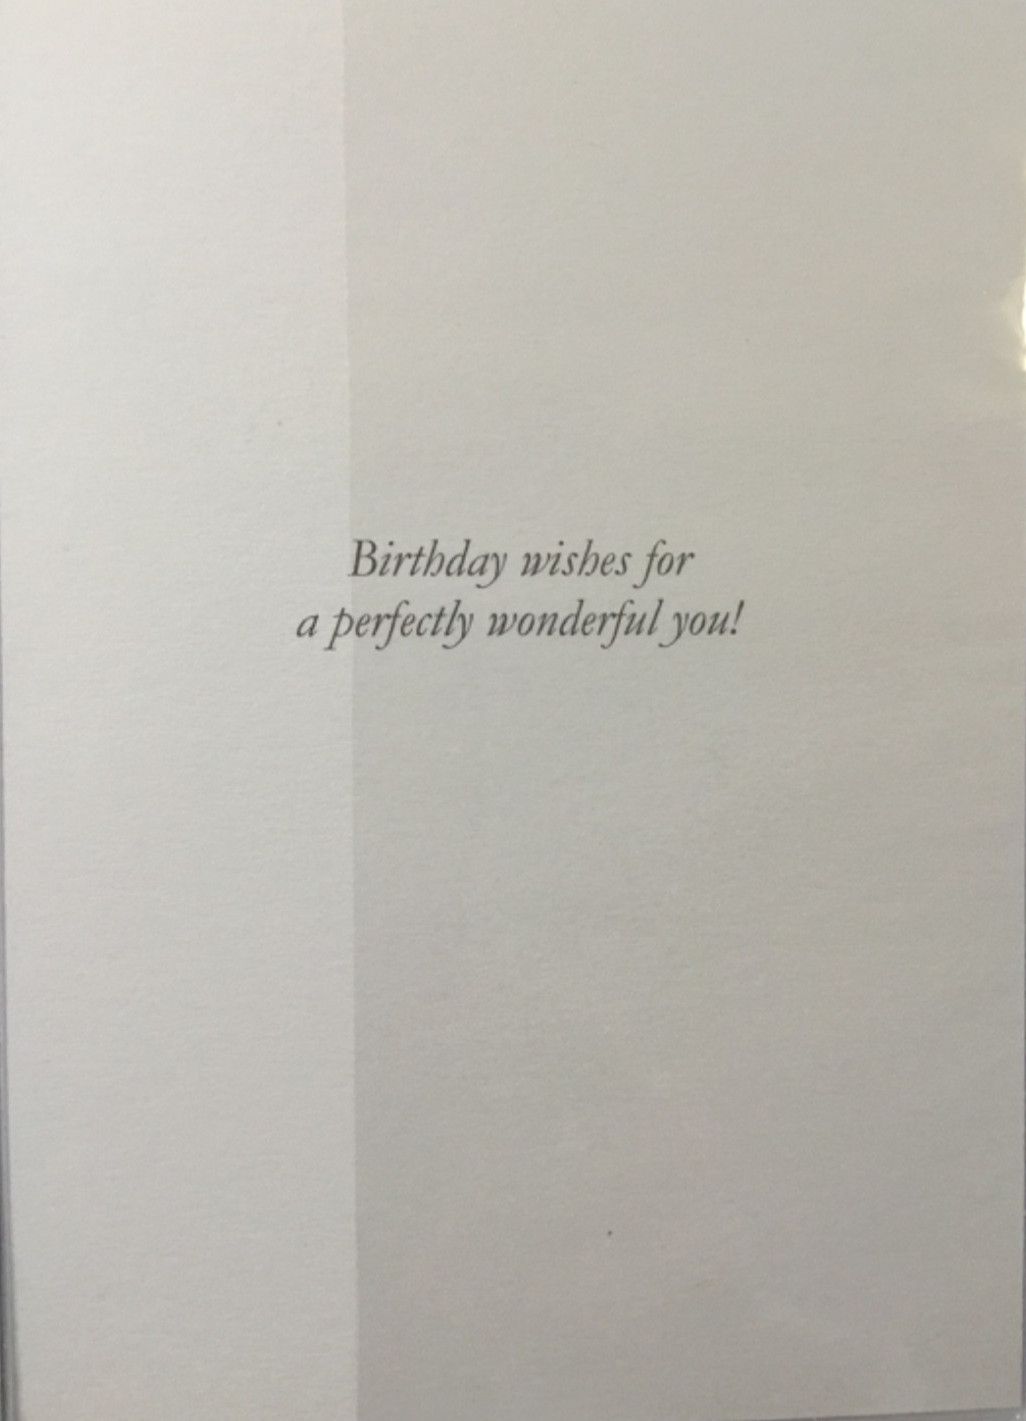 Birthday wishes for
a perfectly wonderful you!